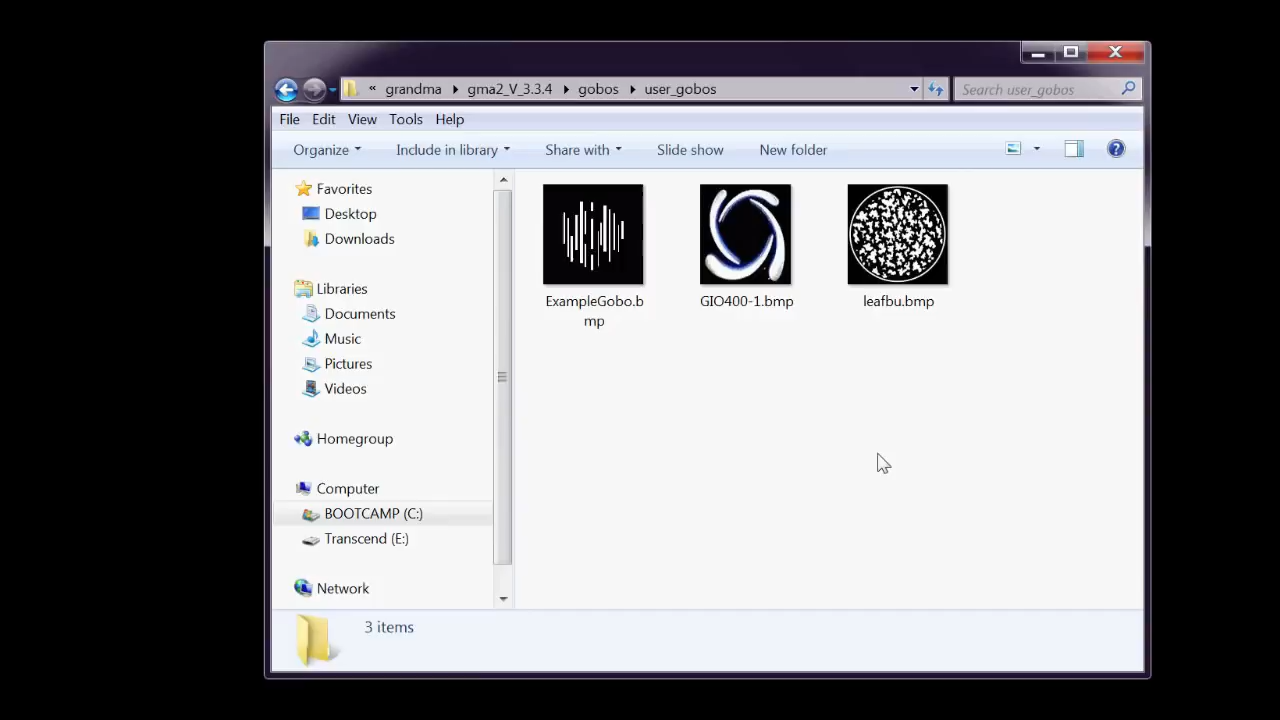 « grandma ▸ gma2_V_3.3.4 ▸ gobos ▸ user_gobos
Search user_gobos
File Edit View Tools Help
Organize Include in library Share with Slide show New folder
Favorites
Desktop
Downloads
Libraries
Documents
Music
Pictures
Videos
Homegroup
Computer
BOOTCAMP (C:)
Transcend (E:)
Network
ExampleGobo.b
mp
GIO400-1.bmp
leafbu.bmp
3 items